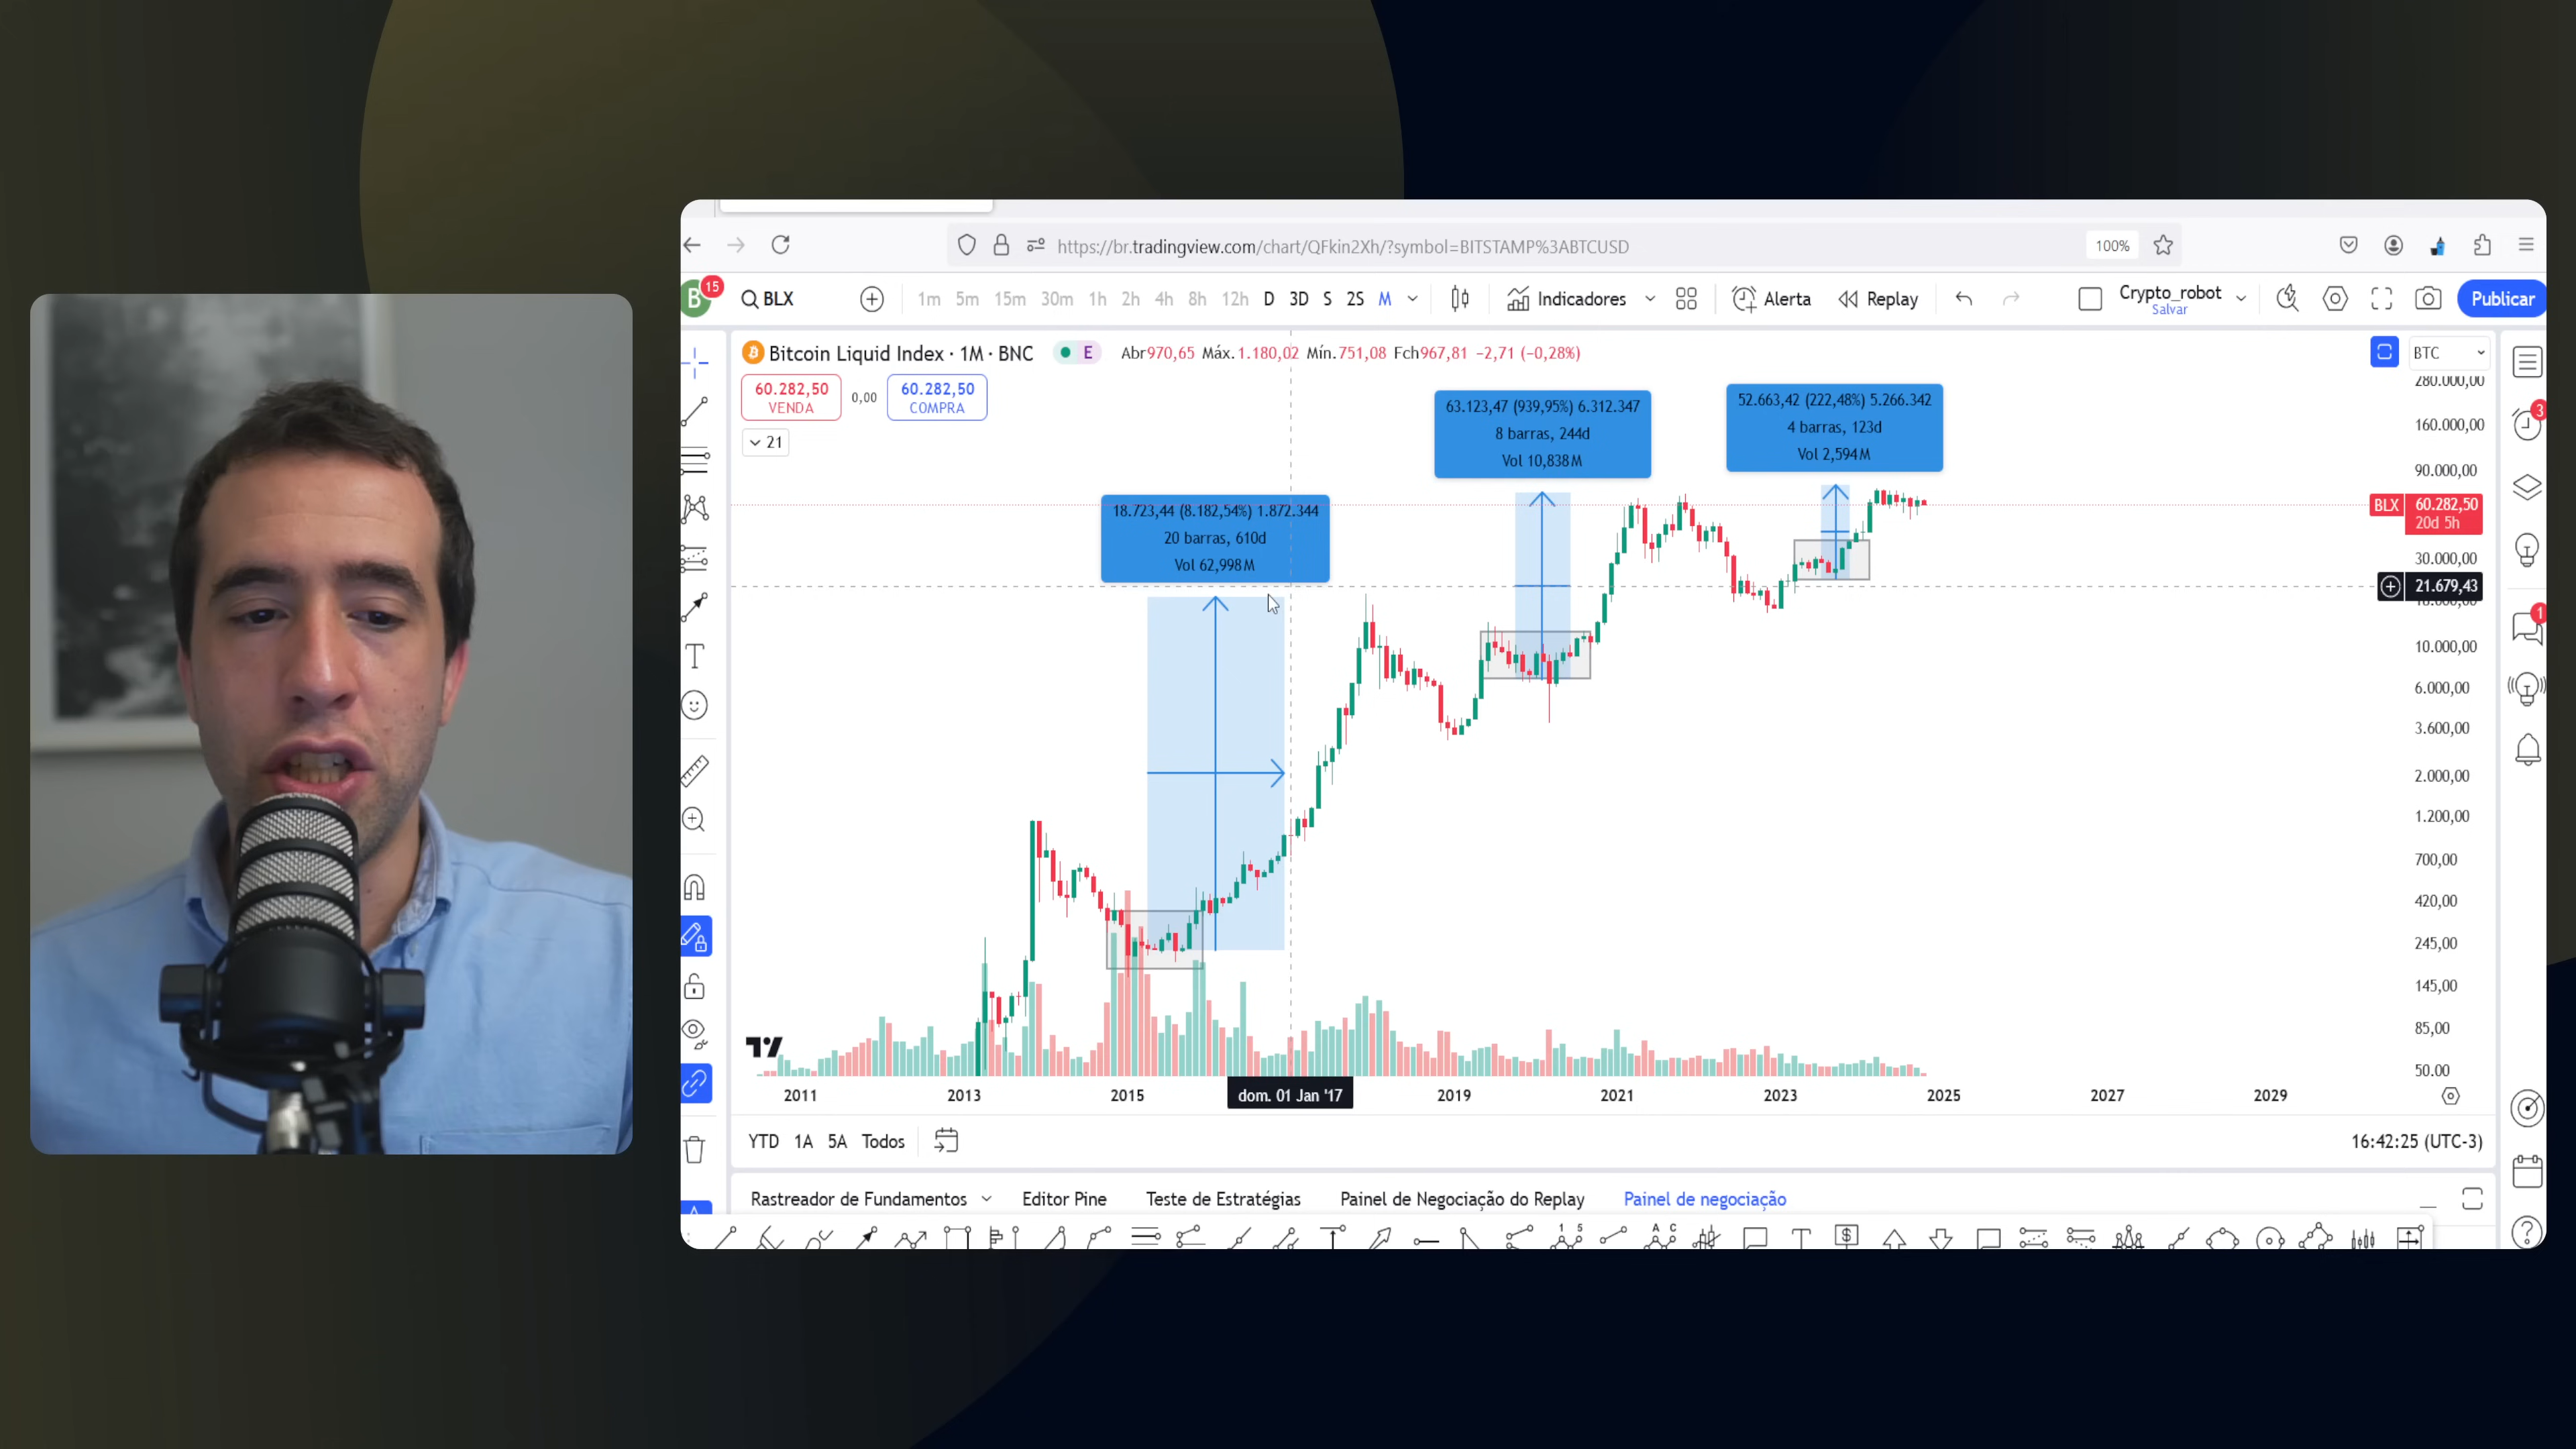 https://br.tradingview.com/chart/QFkin2Xh/?symbol=BITSTAMP%3ABTCUSD
100%
B
15
BLX
1m 5m 15m 30m 1h 2h 4h 8h 12h D 3D S 2S M
Indicadores
Alerta
Replay
Crypto_robot
Salvar
Publicar
Bitcoin Liquid Index · 1M · BNC
E
Abr970,65 Máx.1.180,02 Mín.751,08 Fch967,81 −2,71 (−0,28%)
BTC
60.282,50
VENDA
0,00
60.282,50
COMPRA
21
18.723,44 (8.182,54%) 1.872.344
20 barras, 610d
Vol 62,998M
63.123,47 (939,95%) 6.312.347
8 barras, 244d
Vol 10,838M
52.663,42 (222,48%) 5.266.342
4 barras, 123d
Vol 2,594M
280.000,00
160.000,00
90.000,00
BLX
60.282,50
20d 5h
30.000,00
21.679,43
10.000,00
6.000,00
3.600,00
2.000,00
1.200,00
700,00
420,00
245,00
145,00
85,00
50.00
3
1
2011 2013 2015 dom. 01 Jan '17 2019 2021 2023 2025 2027 2029
YTD 1A 5A Todos
16:42:25 (UTC-3)
Rastreador de Fundamentos
Editor Pine
Teste de Estratégias
Painel de Negociação do Replay
Painel de negociação